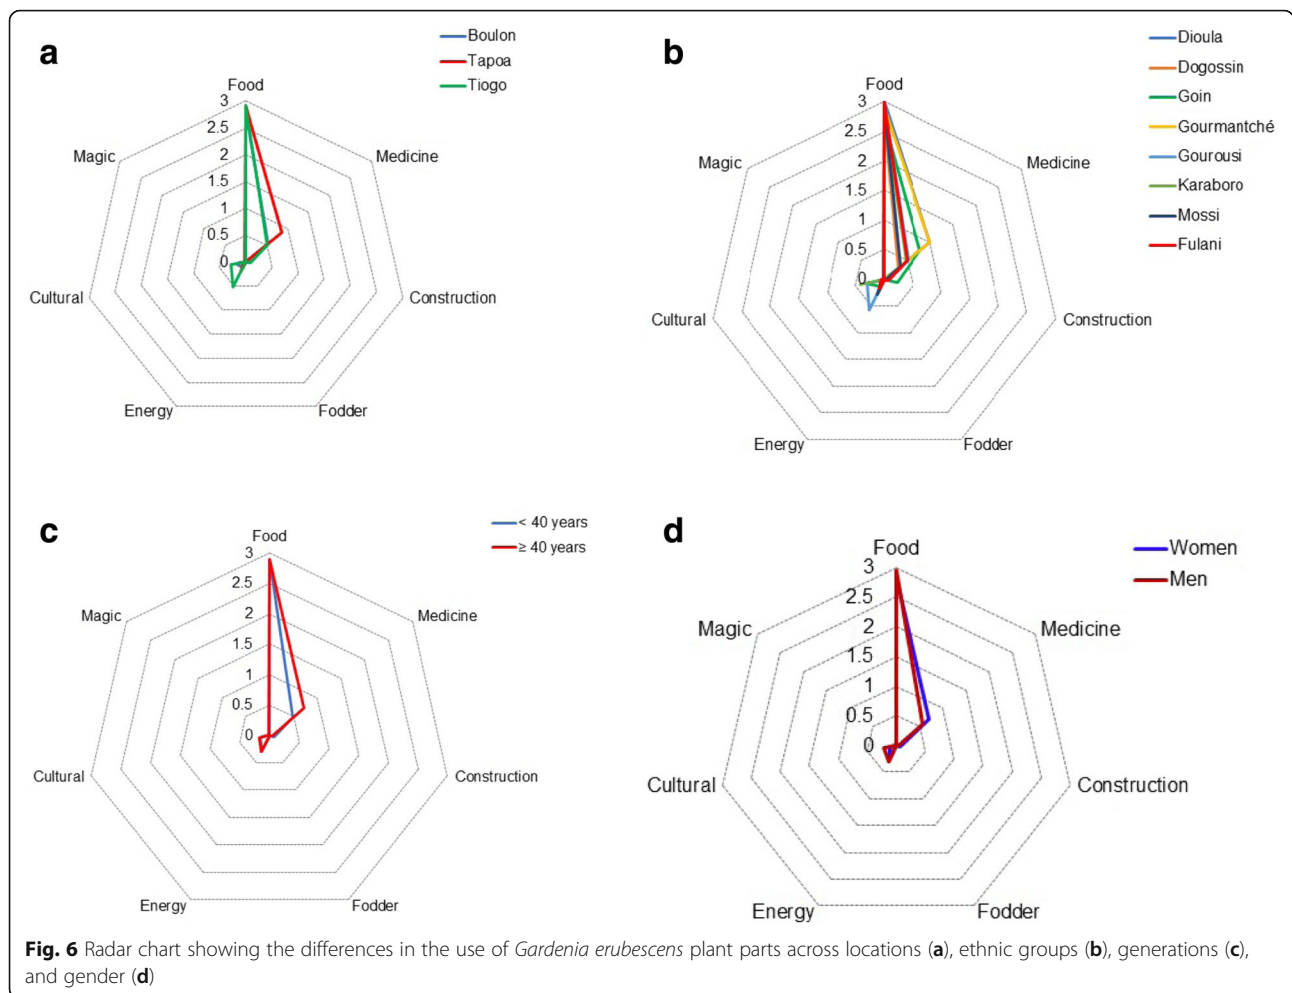 a
Boulon
Tapoa
Tiogo
Food
3
2.5
2
1.5
1
0.5
0
Magic
Medicine
Cultural
Construction
Energy
Fodder
b
Dioula
Dogossin
Goin
Gourmantché
Gourousi
Karaboro
Mossi
Fulani
Food
3
2.5
2
1.5
1
0.5
0
Magic
Medicine
Cultural
Construction
Energy
Fodder
c
< 40 years
≥ 40 years
Food
3
2.5
2
1.5
1
0.5
0
Magic
Medicine
Cultural
Construction
Energy
Fodder
d
Women
Men
Food
3
2.5
2
1.5
1
0.5
0
Magic
Medicine
Cultural
Construction
Energy
Fodder
Fig. 6 Radar chart showing the differences in the use of Gardenia erubescens plant parts across locations (a), ethnic groups (b), generations (c),
and gender (d)